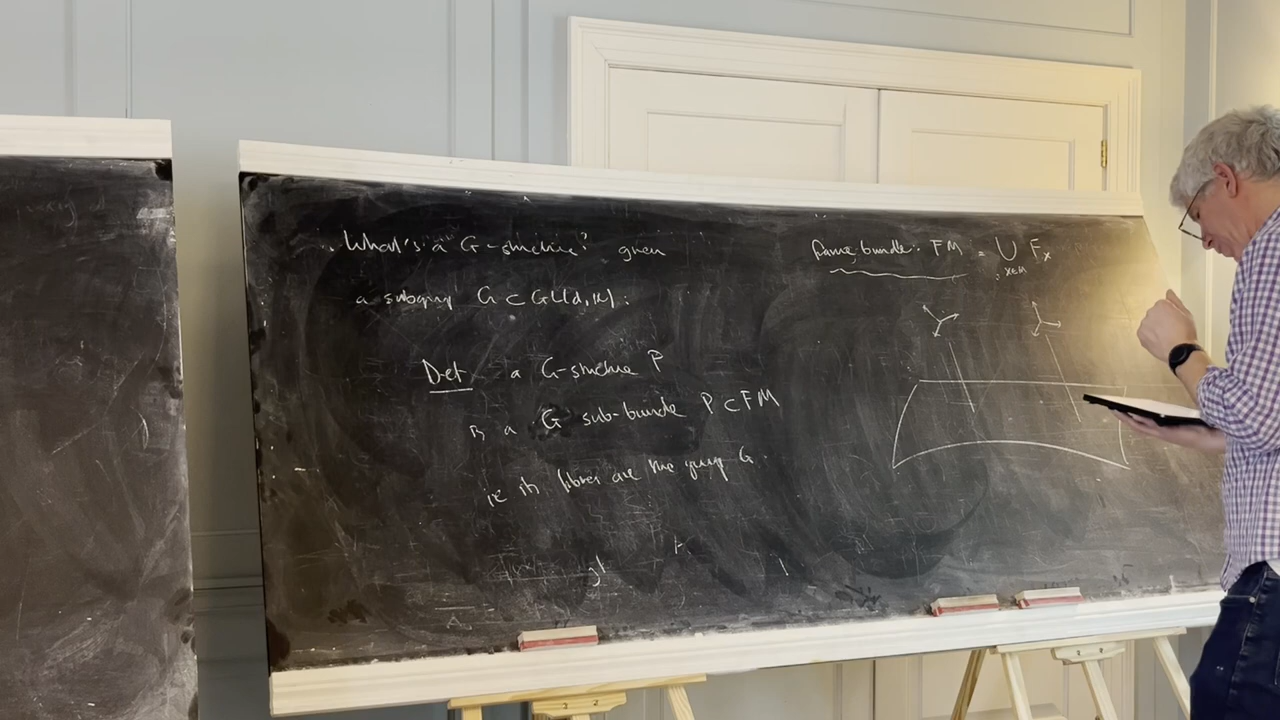 What's a G-structure? given
a subgroup G ⊂ GL(d,ℝ):
Def a G-structure P
is a G sub-bundle P ⊂ FM
ie its fibres are the group G.
frame bundle: FM = ∪ Fₓ
x∈M